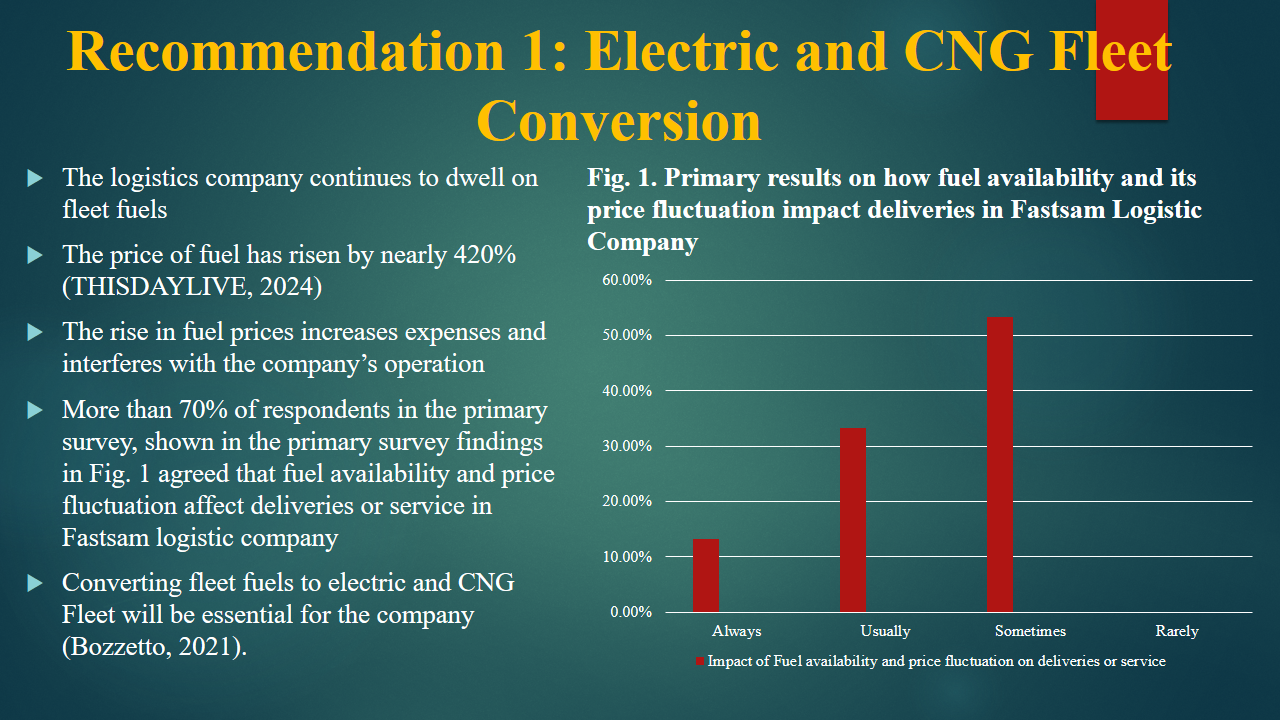 Recommendation 1: Electric and CNG Fleet
Conversion
The logistics company continues to dwell on
fleet fuels
The price of fuel has risen by nearly 420%
(THISDAYLIVE, 2024)
The rise in fuel prices increases expenses and
interferes with the company’s operation
More than 70% of respondents in the primary
survey, shown in the primary survey findings
in Fig. 1 agreed that fuel availability and price
fluctuation affect deliveries or service in
Fastsam logistic company
Converting fleet fuels to electric and CNG
Fleet will be essential for the company
(Bozzetto, 2021).
Fig. 1. Primary results on how fuel availability and its
price fluctuation impact deliveries in Fastsam Logistic
Company
60.00%
50.00%
40.00%
30.00%
20.00%
10.00%
0.00%
Always Usually Sometimes Rarely
Impact of Fuel availability and price fluctuation on deliveries or service